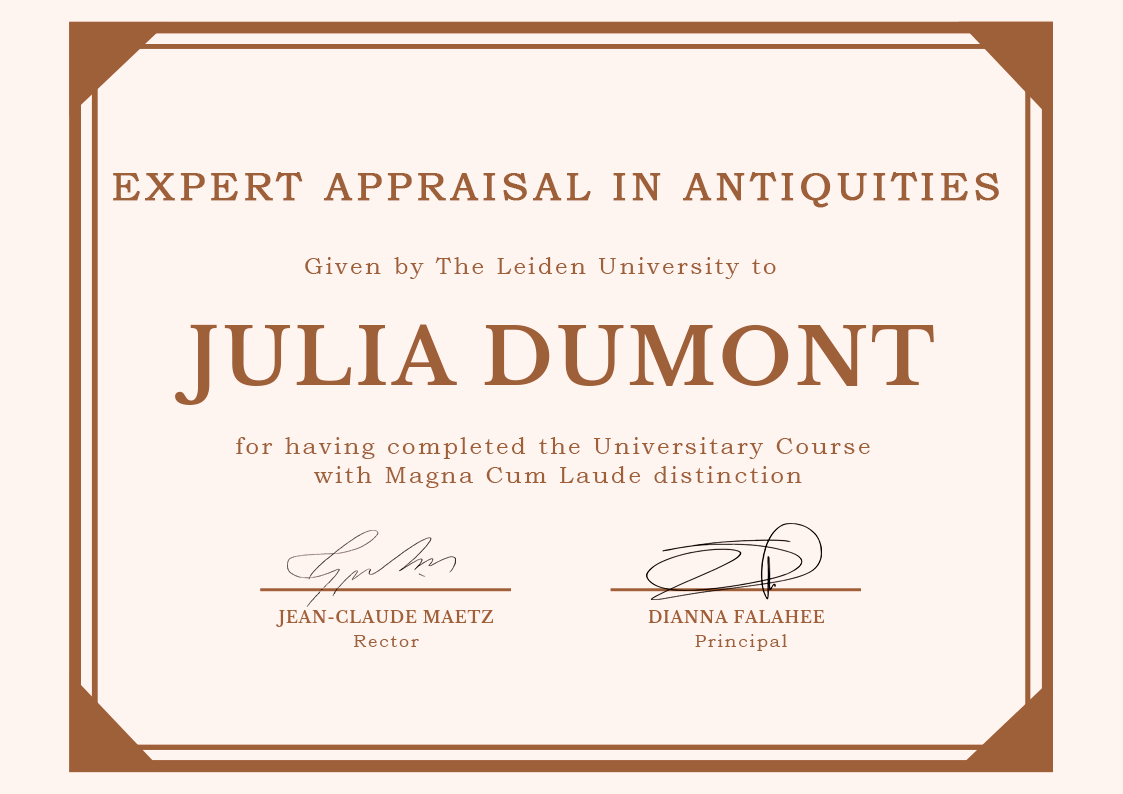 EXPERT APPRAISAL IN ANTIQUITIES
Given by The Leiden University to
JULIA DUMONT
for having completed the Universitary Course
with Magna Cum Laude distinction
JEAN-CLAUDE MAETZ
Rector
DIANNA FALAHEE
Principal